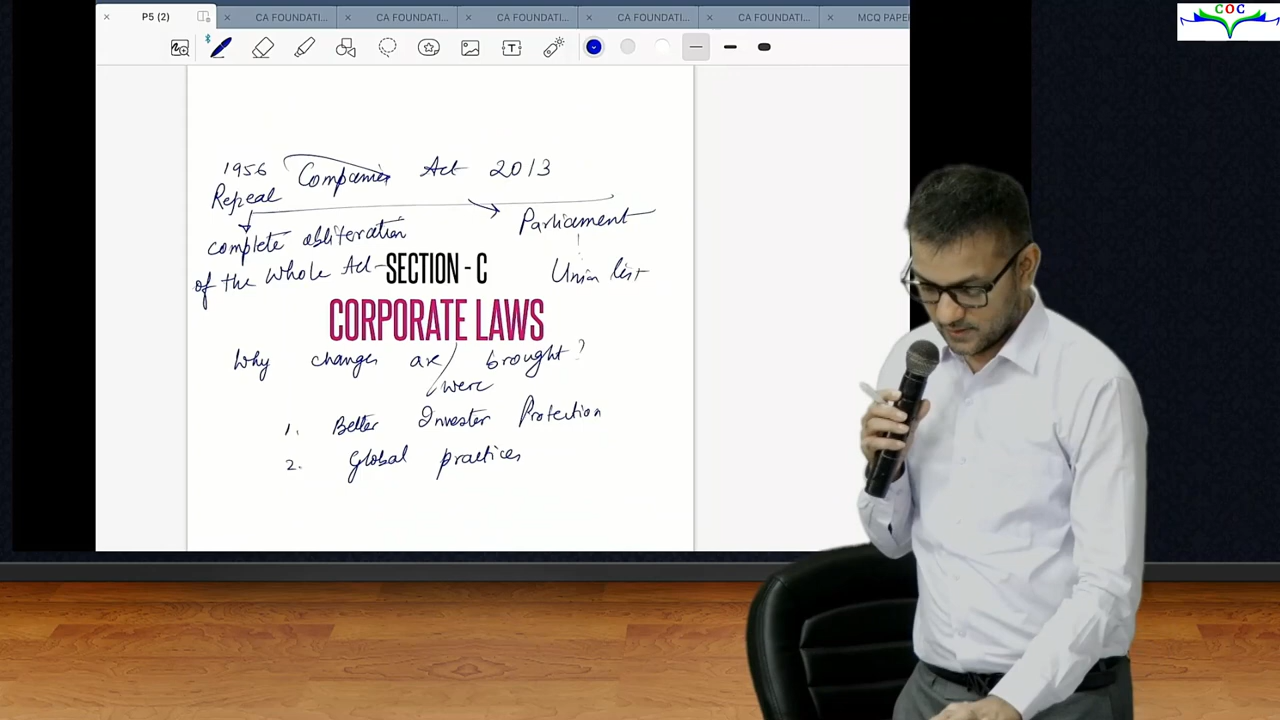 P5 (2)
CA FOUNDATI...
CA FOUNDATI...
CA FOUNDATI...
CA FOUNDATI...
CA FOUNDATI...
MCQ PAPER
COC
T
1956 Companies Act 2013
Repeal
Parliament
complete obliteration
of the whole Act
Union list
SECTION - C
CORPORATE LAWS
Why changes are brought?
were
1. Better Investor Protection
2. Global practices